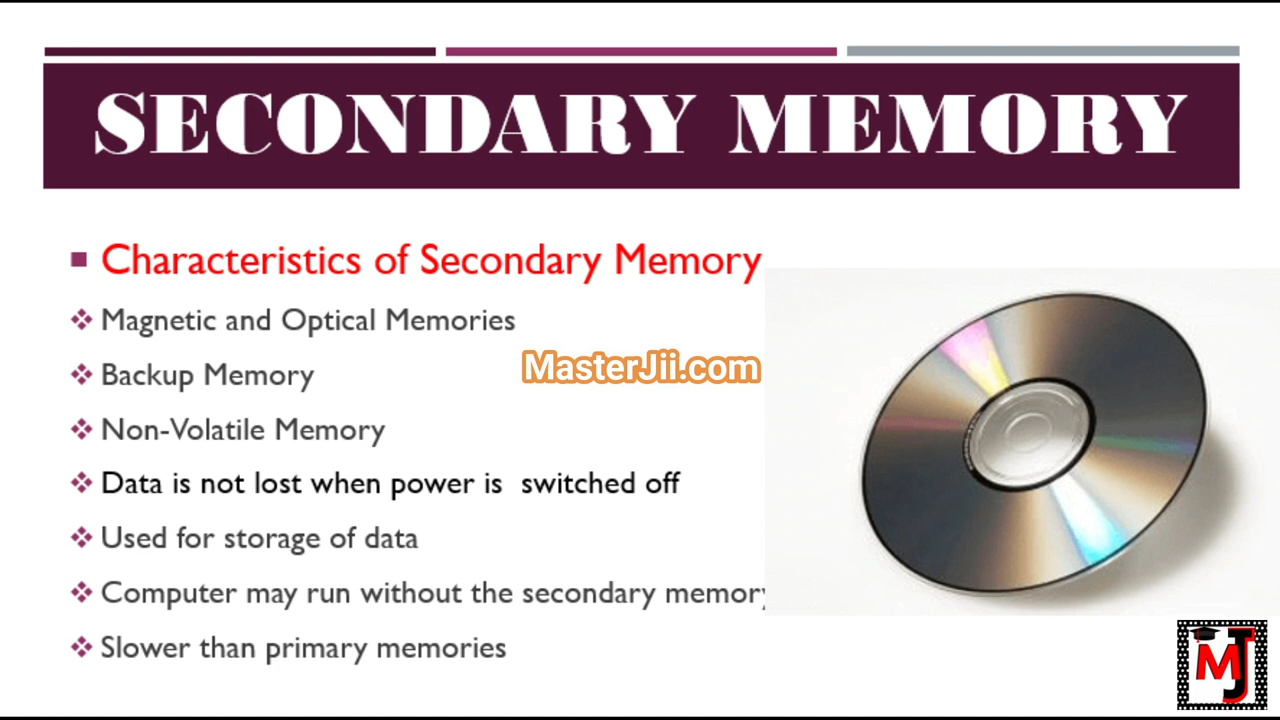 SECONDARY MEMORY
Characteristics of Secondary Memory
Magnetic and Optical Memories
MasterJii.com
Backup Memory
Non-Volatile Memory
Data is not lost when power is switched off
Used for storage of data
Computer may run without the secondary memory
Slower than primary memories
MJ